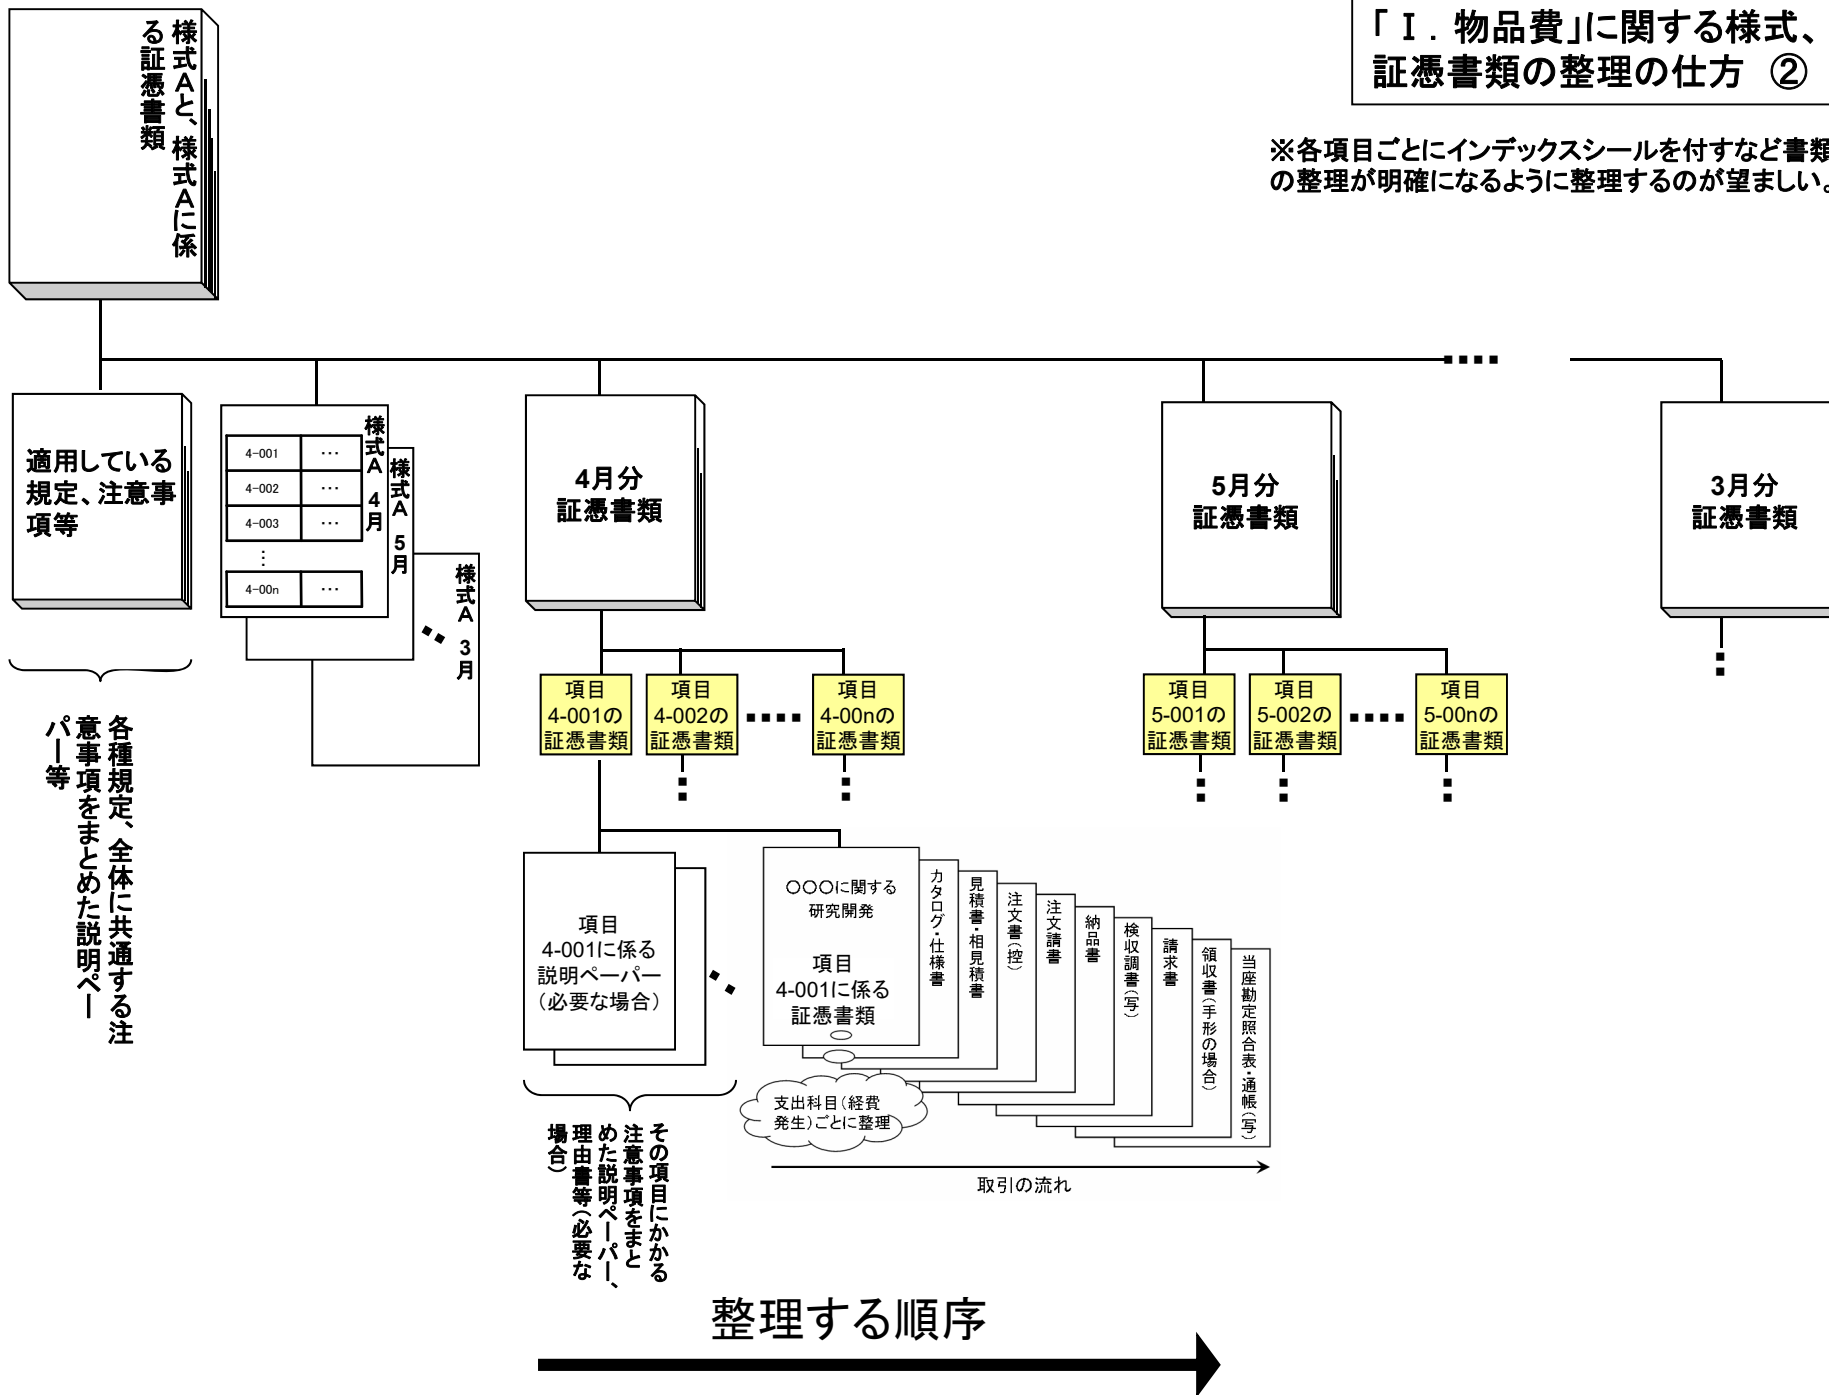 「Ⅰ．物品費」に関する様式、
証憑書類の整理の仕方　②
※各項目ごとにインデックスシールを付すなど書類
の整理が明確になるように整理するのが望ましい。
様式Ａと、様式Ａに係
る証憑書類
適用している
規定、注意事
項等
様式Ａ　4月
4-001 …
4-002 …
4-003 …
⋮
4-00n …
様式Ａ　5月
様式Ａ　3月
4月分
証憑書類
5月分
証憑書類
3月分
証憑書類
項目
4-001の
証憑書類
項目
4-002の
証憑書類
項目
4-00nの
証憑書類
項目
5-001の
証憑書類
項目
5-002の
証憑書類
項目
5-00nの
証憑書類
各種規定、全体に共通する注
意事項をまとめた説明ペー
パー等
項目
4-001に係る
説明ペーパー
（必要な場合）
〇〇〇に関する
研究開発
項目
4-001に係る
証憑書類
カタログ・仕様書
見積書・相見積書
注文書（控）
注文請書
納品書
検収調書（写）
請求書
領収書（手形の場合）
当座勘定照合表・通帳（写）
支出科目（経費
発生）ごとに整理
取引の流れ
その項目にかかる
注意事項をまと
めた説明ペーパー、
理由書等（必要な
場合）
整理する順序